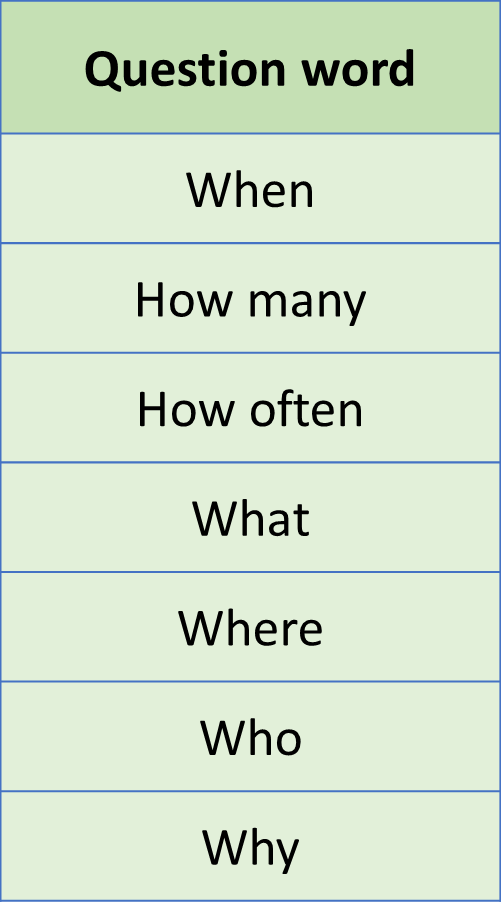 Question word
When
How many
How often
What
Where
Who
Why